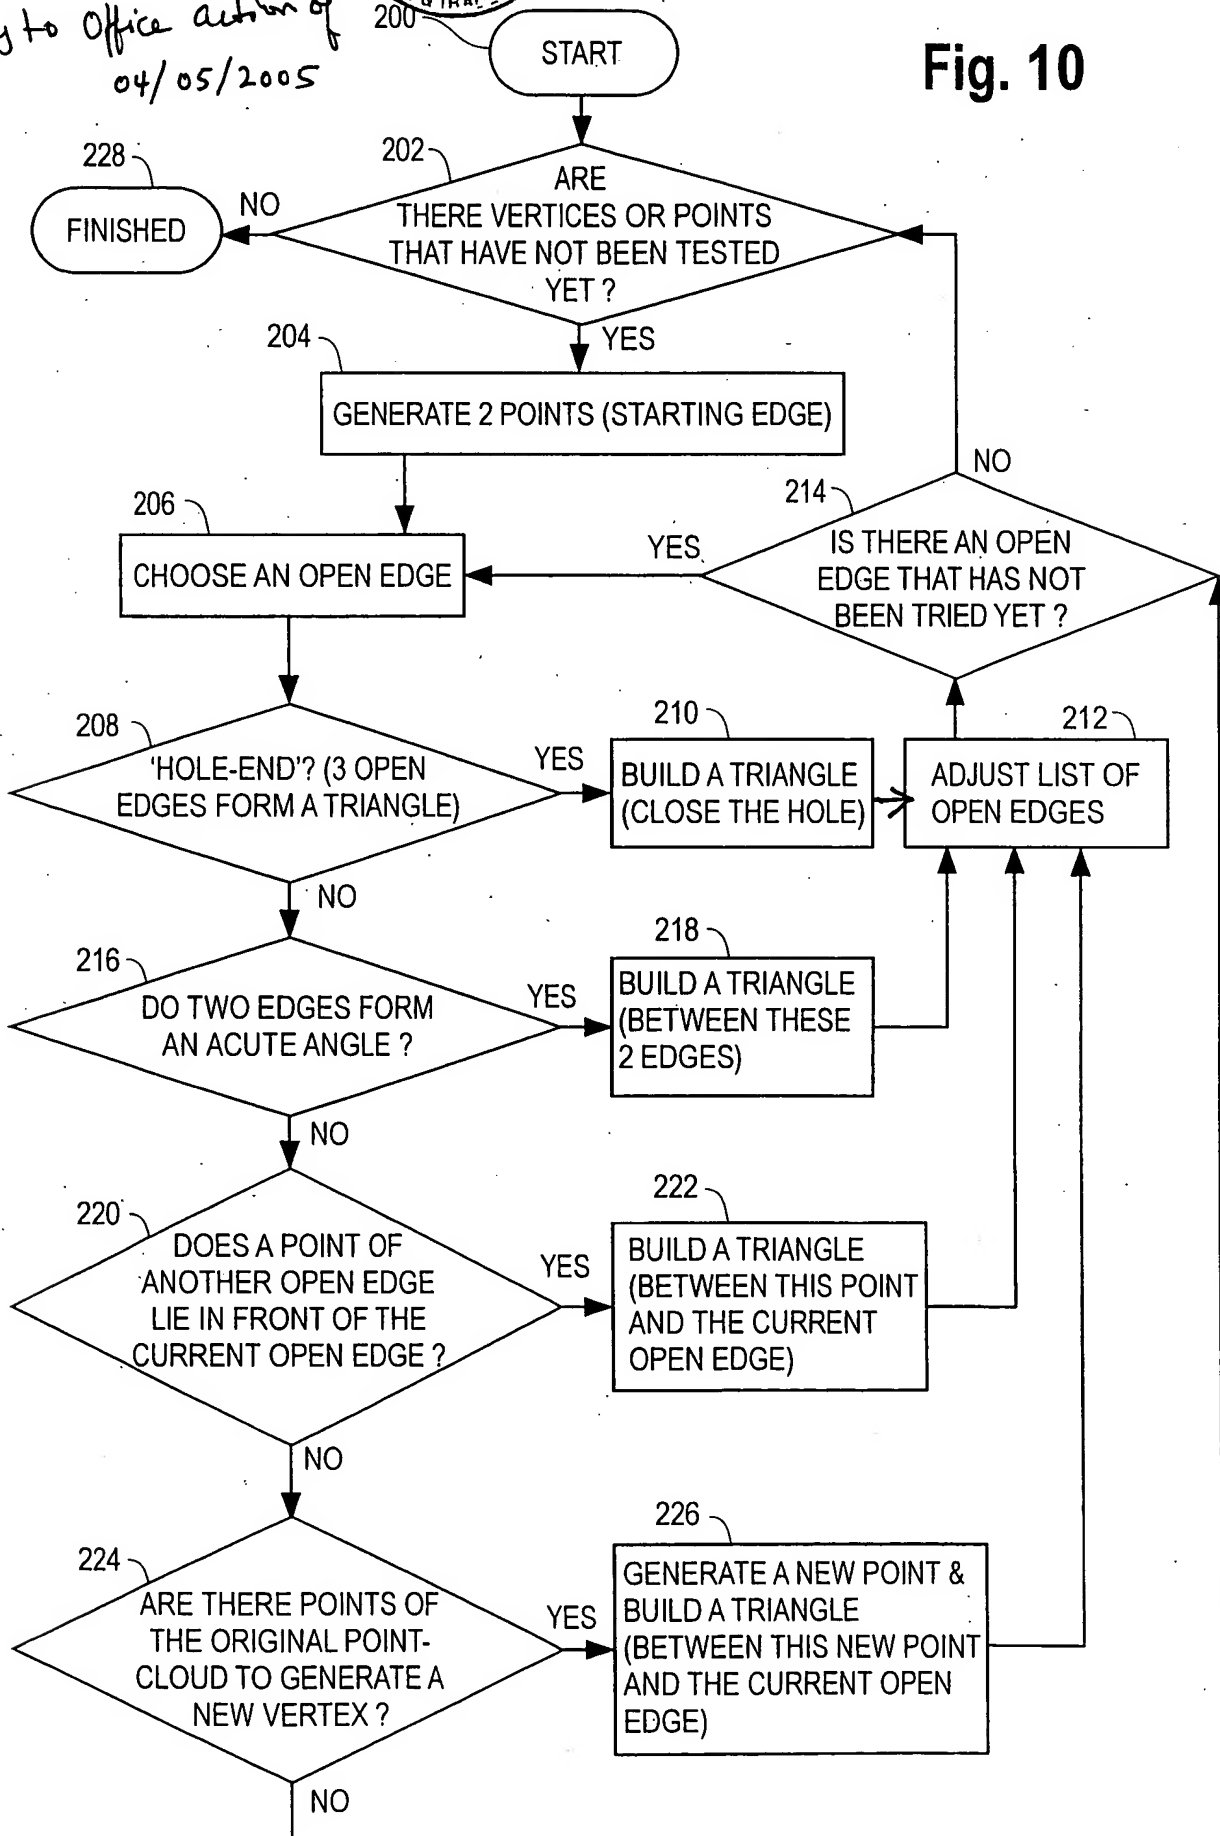 to Office action of
04/05/2005
200
START
Fig. 10
228
FINISHED
NO
202
ARE
THERE VERTICES OR POINTS
THAT HAVE NOT BEEN TESTED
YET ?
YES
204
GENERATE 2 POINTS (STARTING EDGE)
NO
214
IS THERE AN OPEN
EDGE THAT HAS NOT
BEEN TRIED YET ?
YES
206
CHOOSE AN OPEN EDGE
208
'HOLE-END'? (3 OPEN
EDGES FORM A TRIANGLE)
YES
210
BUILD A TRIANGLE
(CLOSE THE HOLE)
212
ADJUST LIST OF
OPEN EDGES
NO
216
DO TWO EDGES FORM
AN ACUTE ANGLE ?
YES
218
BUILD A TRIANGLE
(BETWEEN THESE
2 EDGES)
NO
220
DOES A POINT OF
ANOTHER OPEN EDGE
LIE IN FRONT OF THE
CURRENT OPEN EDGE ?
YES
222
BUILD A TRIANGLE
(BETWEEN THIS POINT
AND THE CURRENT
OPEN EDGE)
NO
224
ARE THERE POINTS OF
THE ORIGINAL POINT-
CLOUD TO GENERATE A
NEW VERTEX ?
YES
226
GENERATE A NEW POINT &
BUILD A TRIANGLE
(BETWEEN THIS NEW POINT
AND THE CURRENT OPEN
EDGE)
NO